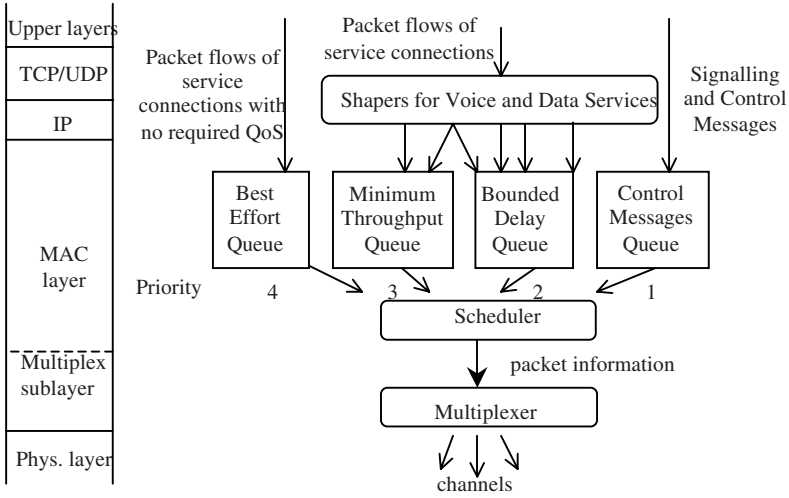 Upper layers
TCP/UDP
IP
MAC
layer
Multiplex
sublayer
Phys. layer
Packet flows of
service
connections with
no required QoS
Packet flows of
service connections
Shapers for Voice and Data Services
Signalling
and Control
Messages
Best
Effort
Queue
Minimum
Throughput
Queue
Bounded
Delay
Queue
Control
Messages
Queue
Priority
4
3
2
1
Scheduler
packet information
Multiplexer
channels